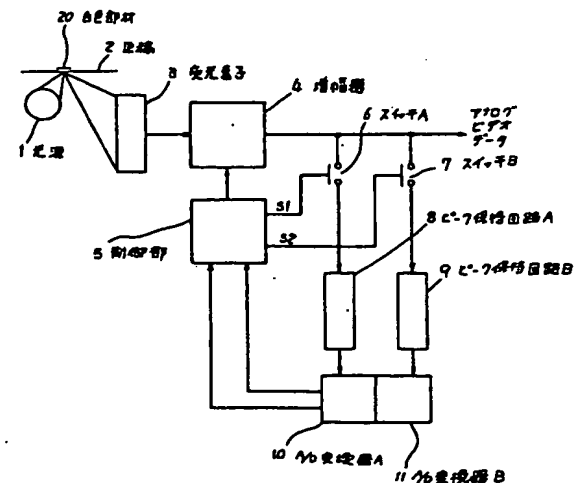 20 白色部材
2 原稿
3 受光素子
4 増幅器
6 スイッチA
アナログ
ビデオ
データ
1 光源
7 スイッチB
S1
S2
5 制御部
8 ピーク保持回路A
9 ピーク保持回路B
10 A/D変換器A
11 A/D変換器B